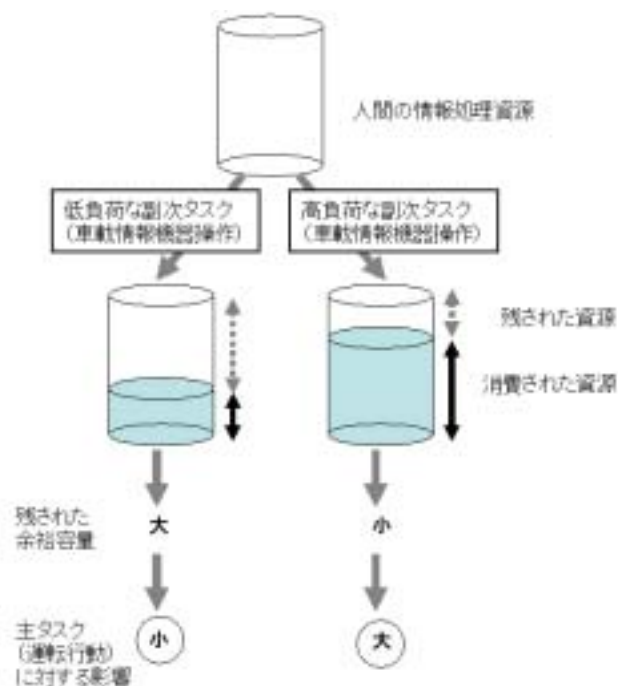 人間の情報処理資源
低負荷な副次タスク
(車載情報機器操作)
高負荷な副次タスク
(車載情報機器操作)
残された資源
消費された資源
残された
余裕容量
大
小
主タスク
(運転行動)
に対する影響
小
大